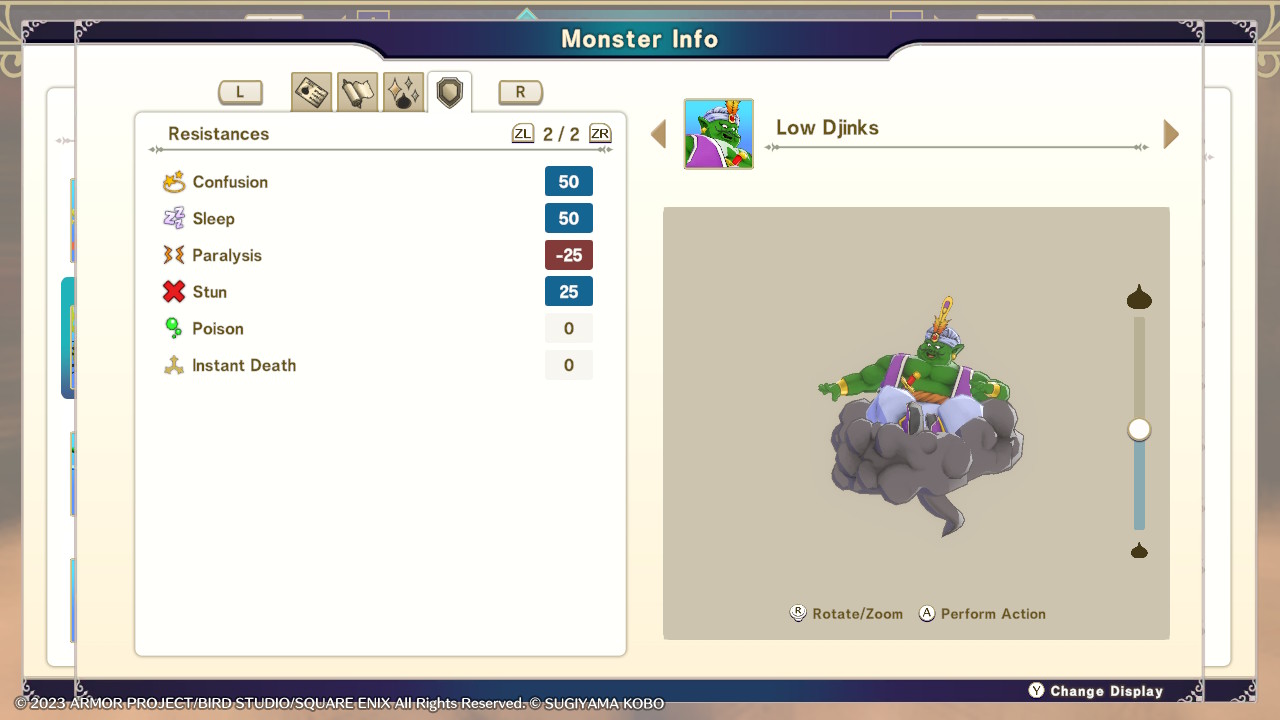 Monster Info
L
R
Resistances
ZL 2 / 2 ZR
Confusion 50
Sleep 50
Paralysis -25
Stun 25
Poison 0
Instant Death 0
Low Djinks
R Rotate/Zoom A Perform Action
Y Change Display
© 2023 ARMOR PROJECT/BIRD STUDIO/SQUARE ENIX All Rights Reserved. © SUGIYAMA KOBO